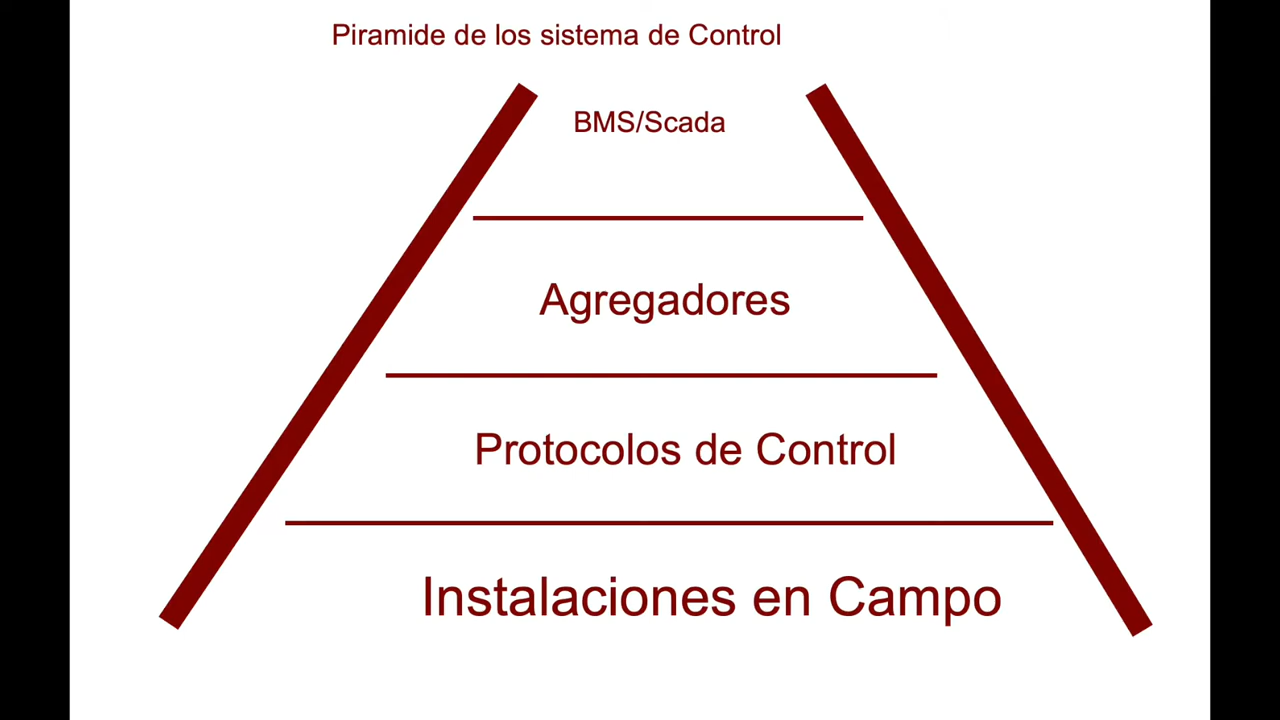 Piramide de los sistema de Control
BMS/Scada
Agregadores
Protocolos de Control
Instalaciones en Campo